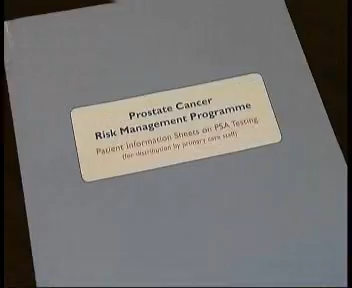 Prostate Cancer
Risk Management Programme
Patient Information Sheets on PSA Testing
(for distribution by primary care staff)